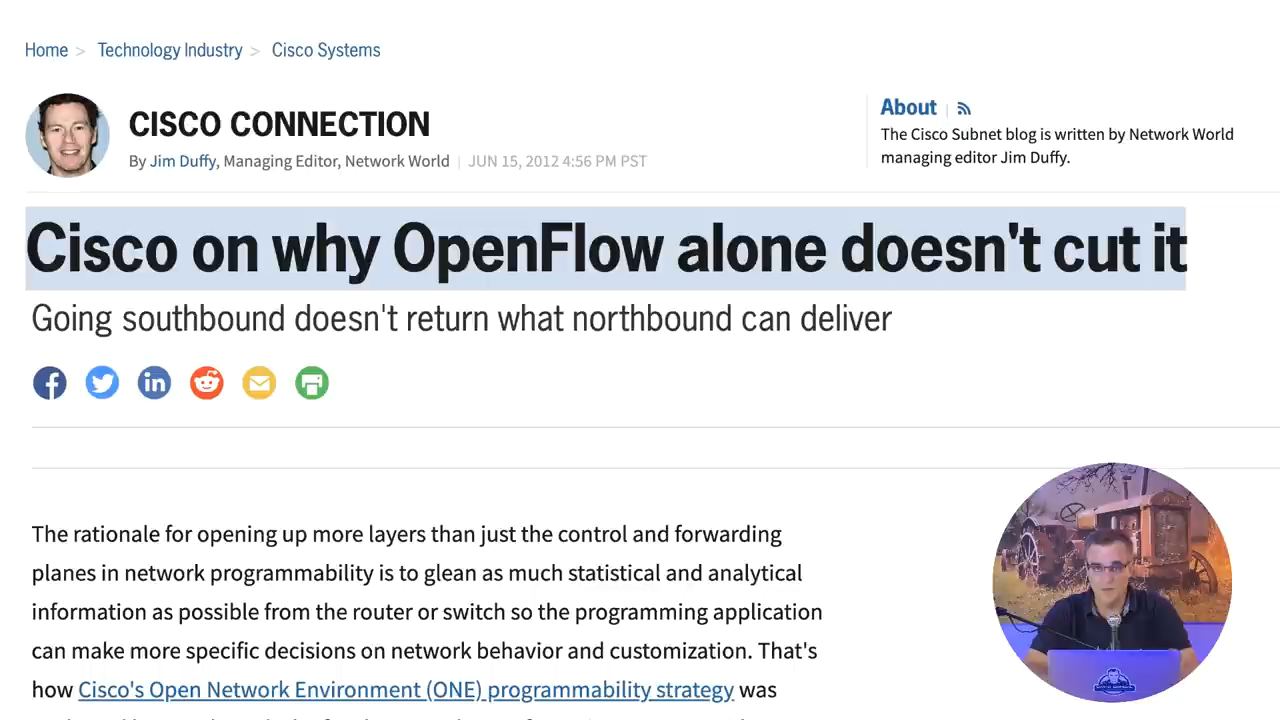 Home > Technology Industry > Cisco Systems
CISCO CONNECTION
By Jim Duffy, Managing Editor, Network World | JUN 15, 2012 4:56 PM PST
About
The Cisco Subnet blog is written by Network World
managing editor Jim Duffy.
Cisco on why OpenFlow alone doesn't cut it
Going southbound doesn't return what northbound can deliver
The rationale for opening up more layers than just the control and forwarding
planes in network programmability is to glean as much statistical and analytical
information as possible from the router or switch so the programming application
can make more specific decisions on network behavior and customization. That's
how Cisco's Open Network Environment (ONE) programmability strategy was